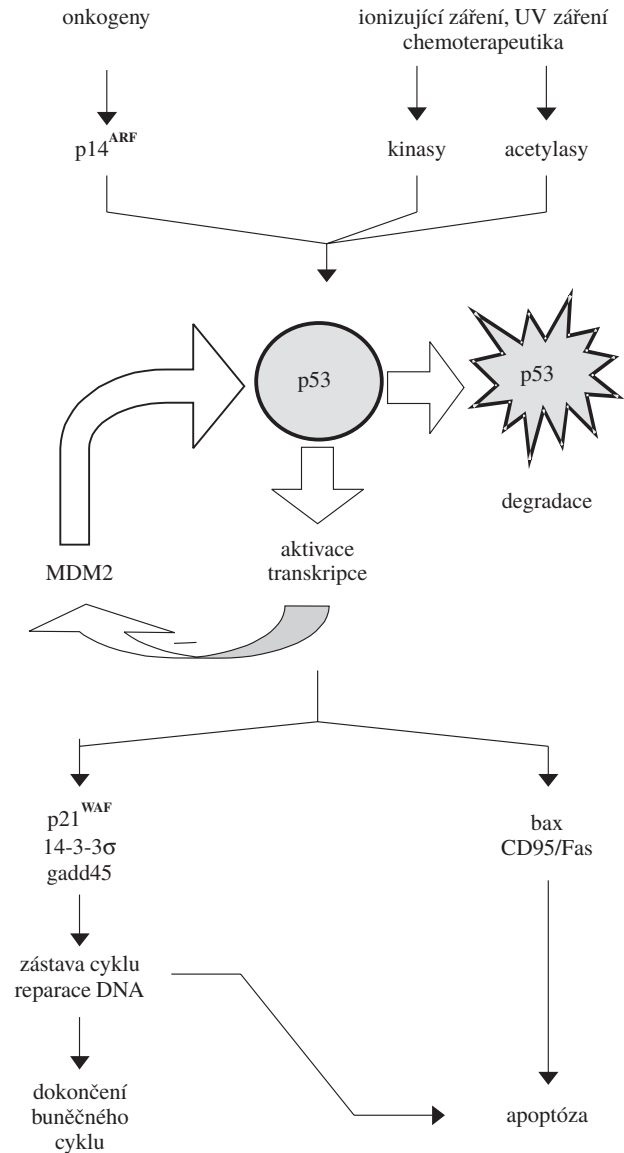 onkogeny
ionizující záření, UV záření
chemoterapeutika
p14ARF
kinasy
acetylasy
p53
p53
degradace
MDM2
aktivace
transkripce
p21WAF
14-3-3σ
gadd45
bax
CD95/Fas
zástava cyklu
reparace DNA
dokončení
buněčného
cyklu
apoptóza